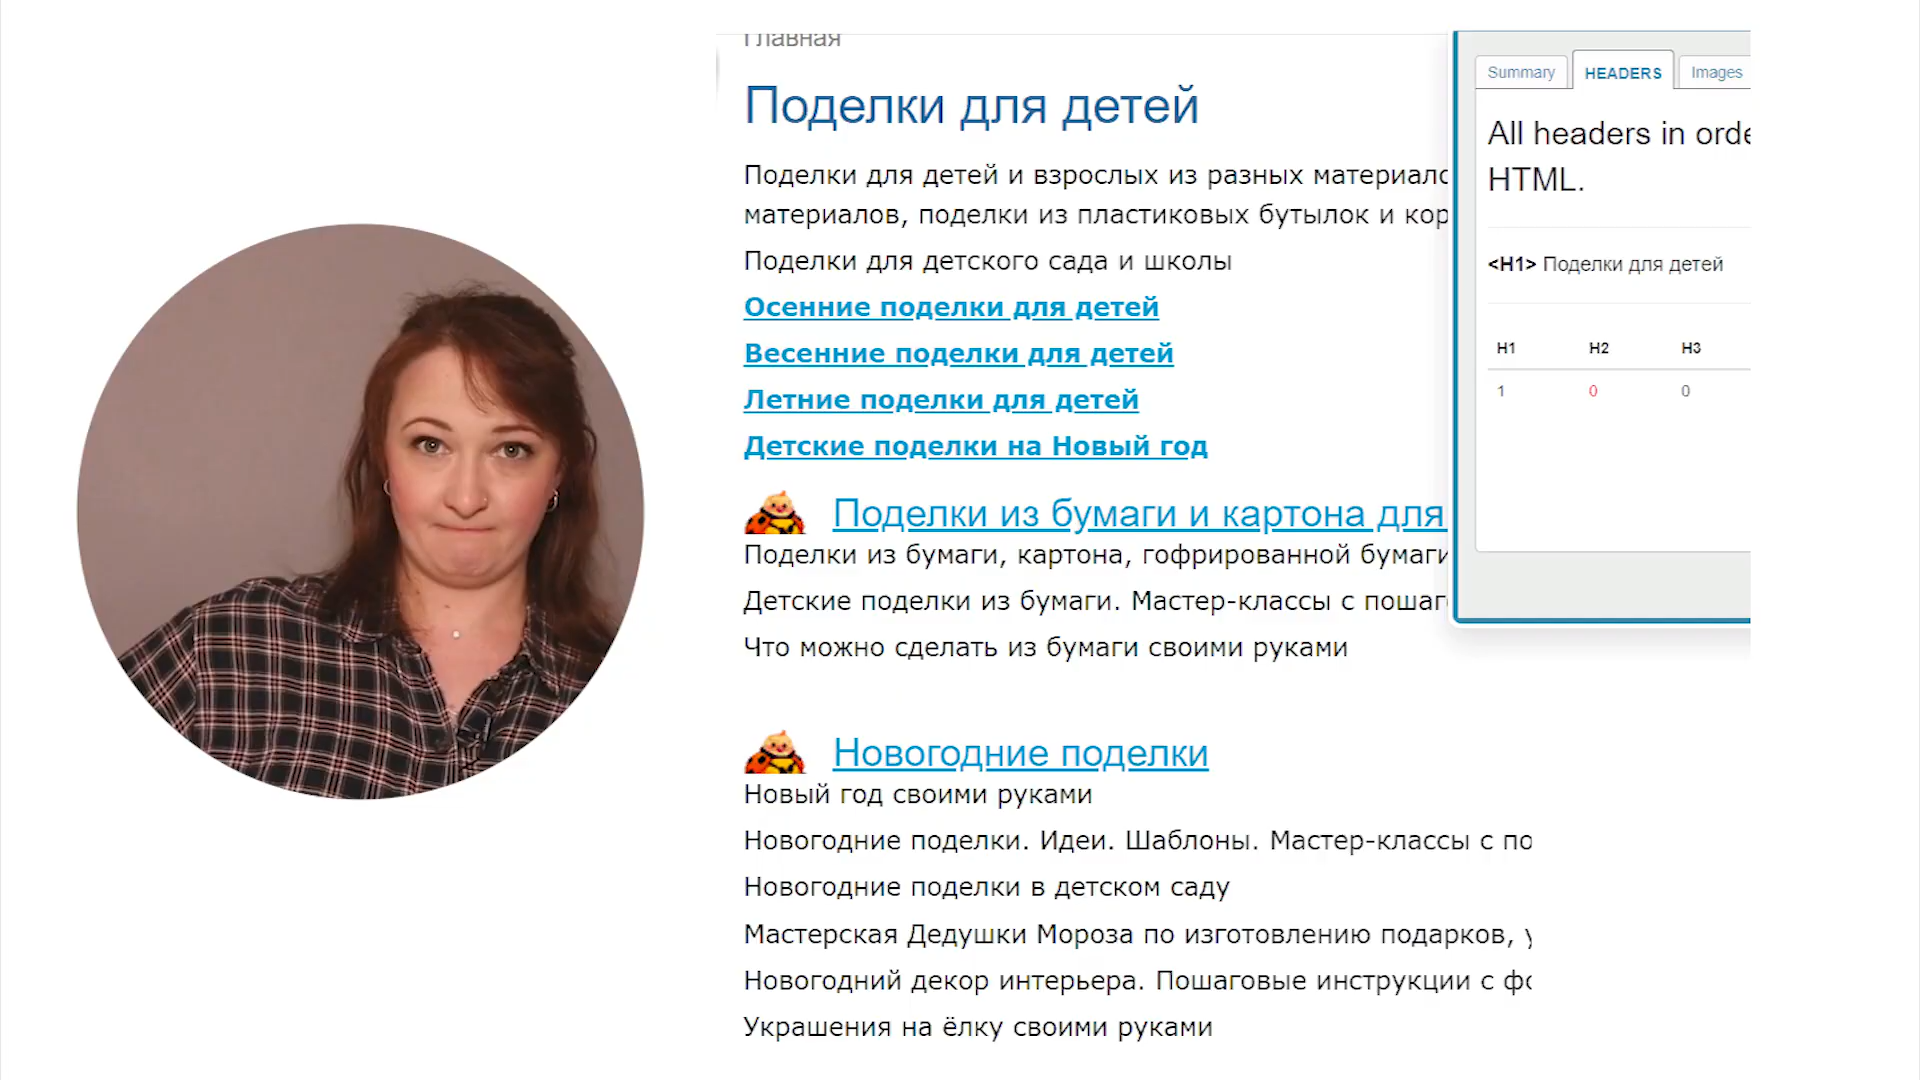 Главная
Поделки для детей
Поделки для детей и взрослых из разных
материалов, поделки из пластиковых бутылок и
Поделки для детского сада и школы
Осенние поделки для детей
Весенние поделки для детей
Летние поделки для детей
Детские поделки на Новый год
Поделки из бумаги и картона для
Поделки из бумаги, картона, гофрированной бумаги
Детские поделки из бумаги. Мастер-классы с
Что можно сделать из бумаги своими руками
Новогодние поделки
Новый год своими руками
Новогодние поделки. Идеи. Шаблоны. Мастер-классы с
Новогодние поделки в детском саду
Мастерская Дедушки Мороза по изготовлению подарков,
Новогодний декор интерьера. Пошаговые инструкции с
Украшения на ёлку своими руками
Summary HEADERS Images
All headers in
HTML.
<H1> Поделки для детей
H1 H2 H3
1 0 0